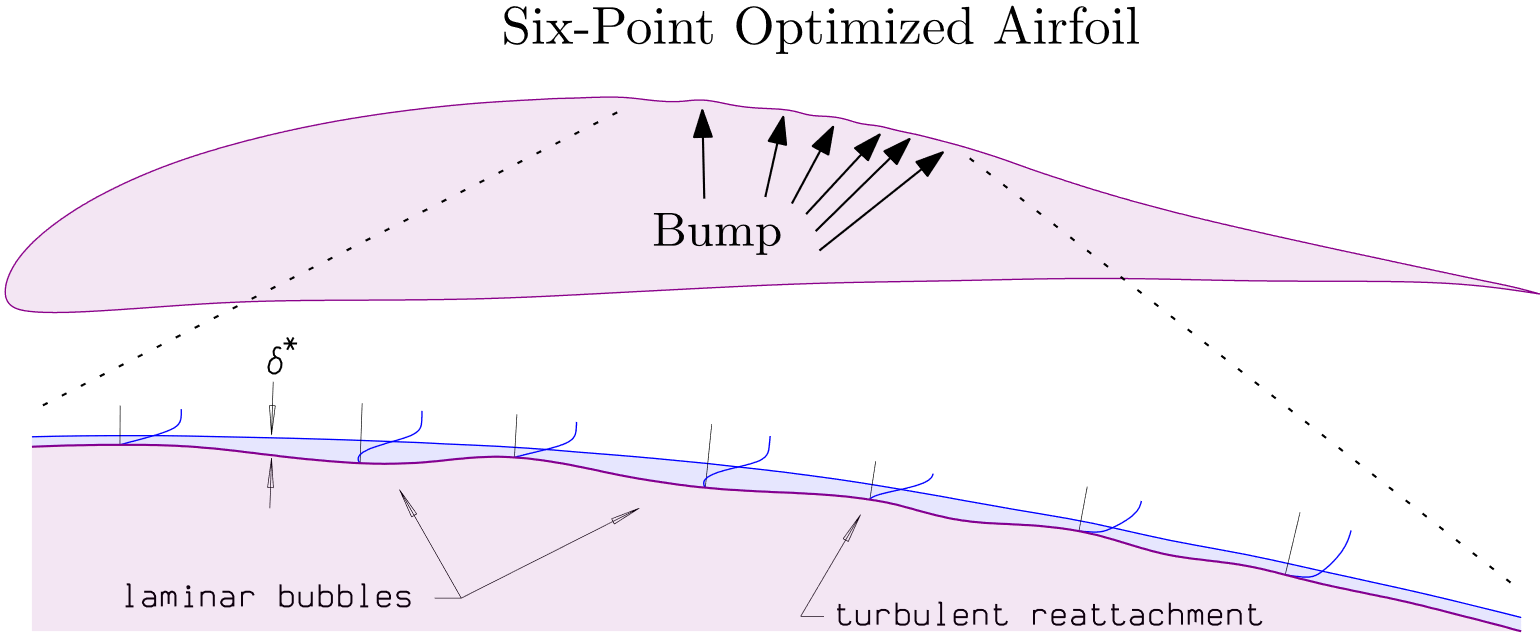 Six-Point Optimized Airfoil
Bump
δ*
laminar bubbles
turbulent reattachment